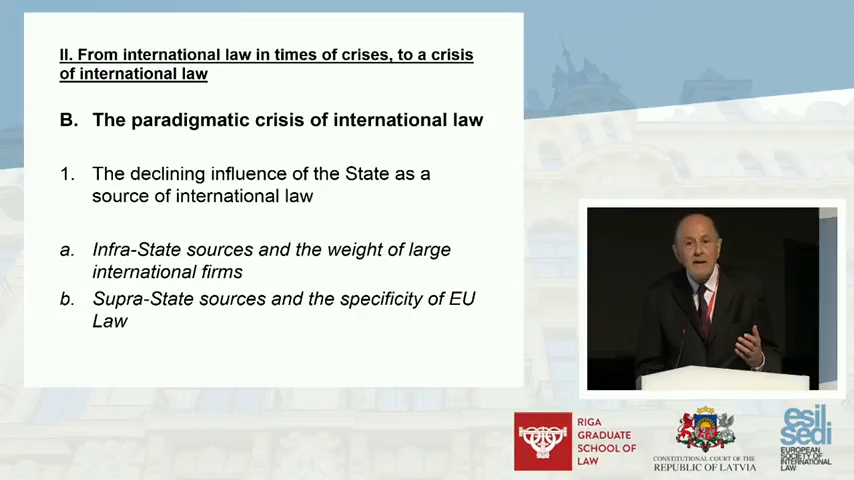 II. From international law in times of crises, to a crisis
of international law
B. The paradigmatic crisis of international law
1. The declining influence of the State as a
source of international law
a. Infra-State sources and the weight of large
international firms
b. Supra-State sources and the specificity of EU
Law
RIGA
GRADUATE
SCHOOL OF
LAW
CONSTITUTIONAL COURT OF THE
REPUBLIC OF LATVIA
esil
sedi
EUROPEAN
SOCIETY OF
INTERNATIONAL
LAW